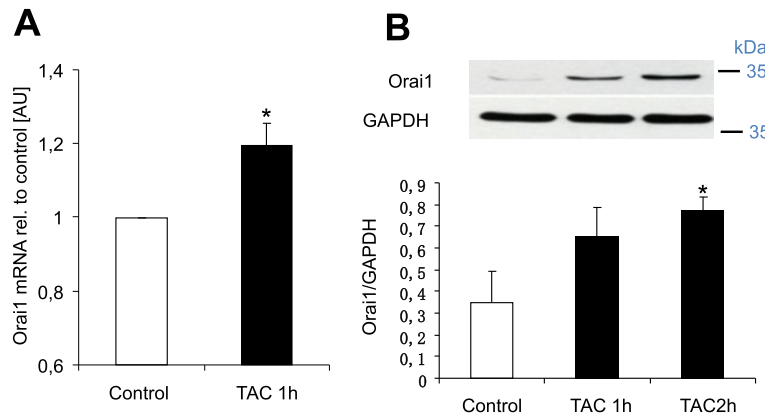 A
Orai1 mRNA rel. to control [AU]
1,4
1,2
1
0,8
0,6
*
Control
TAC 1h
B
kDa
Orai1
35
GAPDH
35
Orai1/GAPDH
0,9
0,8
0,7
0,6
0,5
0,4
0,3
0,2
0,1
0
*
Control
TAC 1h
TAC2h